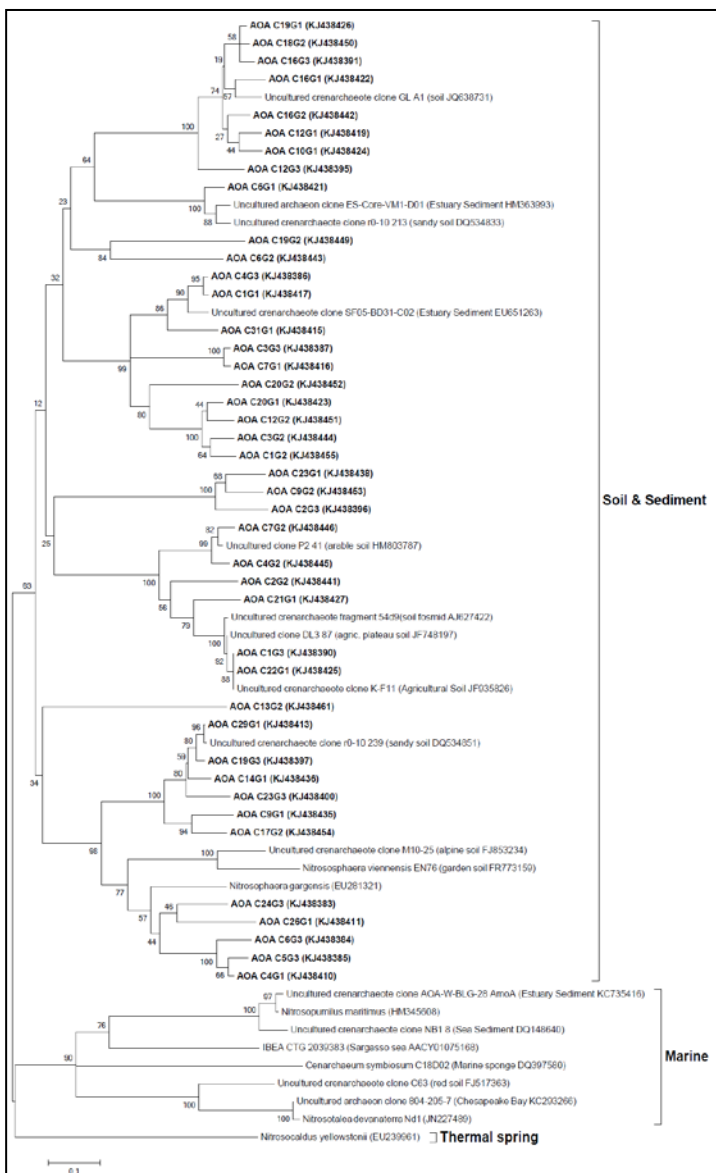 AOA C19G1 (KJ438426)
58
AOA C18G2 (KJ438450)
19
AOA C16G3 (KJ438391)
AOA C16G1 (KJ438422)
74
57
Uncultured crenarchaeote clone GL A1 (soil JQ638731)
AOA C16G2 (KJ438442)
100
27
AOA C12G1 (KJ438419)
44
AOA C10G1 (KJ438424)
64
AOA C12G3 (KJ438395)
AOA C6G1 (KJ438421)
23
100
Uncultured archaeon clone ES-Core-VM1-D01 (Estuary Sediment HM363993)
88
Uncultured crenarchaeote clone r0-10 213 (sandy soil DQ534833)
AOA C19G2 (KJ438449)
84
AOA C6G2 (KJ438443)
32
95
AOA C4G3 (KJ438386)
90
AOA C1G1 (KJ438417)
86
Uncultured crenarchaeote clone SF05-BD31-C02 (Estuary Sediment EU651263)
AOA C31G1 (KJ438415)
100
AOA C3G3 (KJ438387)
99
AOA C7G1 (KJ438416)
AOA C20G2 (KJ438452)
80
44
AOA C20G1 (KJ438423)
12
AOA C12G2 (KJ438451)
100
AOA C3G2 (KJ438444)
64
AOA C1G2 (KJ438455)
AOA C23G1 (KJ438438)
100
AOA C9G2 (KJ438453)
Soil & Sediment
AOA C2G3 (KJ438396)
82
AOA C7G2 (KJ438446)
25
99
Uncultured clone P2 41 (arable soil HM803787)
AOA C4G2 (KJ438445)
100
AOA C2G2 (KJ438441)
63
56
AOA C21G1 (KJ438427)
79
Uncultured crenarchaeote fragment 54d9(soil fosmid AJ627422)
100
Uncultured clone DL3 87 (agric. plateau soil JF748197)
92
AOA C1G3 (KJ438390)
88
AOA C22G1 (KJ438425)
Uncultured crenarchaeote clone K-F11 (Agricultural Soil JF035826)
AOA C13G2 (KJ438461)
96
AOA C29G1 (KJ438413)
80
Uncultured crenarchaeote clone r0-10 239 (sandy soil DQ534851)
59
AOA C19G3 (KJ438397)
34
80
AOA C14G1 (KJ438436)
100
AOA C23G3 (KJ438400)
AOA C9G1 (KJ438435)
94
AOA C17G2 (KJ438454)
98
100
Uncultured crenarchaeote clone M10-25 (alpine soil FJ853234)
Nitrososphaera viennensis EN76 (garden soil FR773159)
77
Nitrosophaera gargensis (EU281321)
57
46
AOA C24G3 (KJ438383)
AOA C26G1 (KJ438411)
44
AOA C6G3 (KJ438384)
100
AOA C5G3 (KJ438385)
66
AOA C4G1 (KJ438410)
97
Uncultured crenarchaeote clone AOA-W-BLG-28 AmoA (Estuary Sediment KC735416)
100
Nitrosopumilus maritimus (HM345608)
76
Uncultured crenarchaeote clone NB1 8 (Sea Sediment DQ148640)
IBEA CTG 2039383 (Sargasso sea AACY01075168)
90
Cenarchaeum symbiosum C18D02 (Marine sponge DQ397580)
Marine
Uncultured crenarchaeote clone C63 (red soil FJ517363)
100
Uncultured archaeon clone 804-205-7 (Chesapeake Bay KC293266)
100
Nitrosotalea devanaterra Nd1 (JN227489)
Nitrosocaldus yellowstonii (EU239961)
Thermal spring
0.1